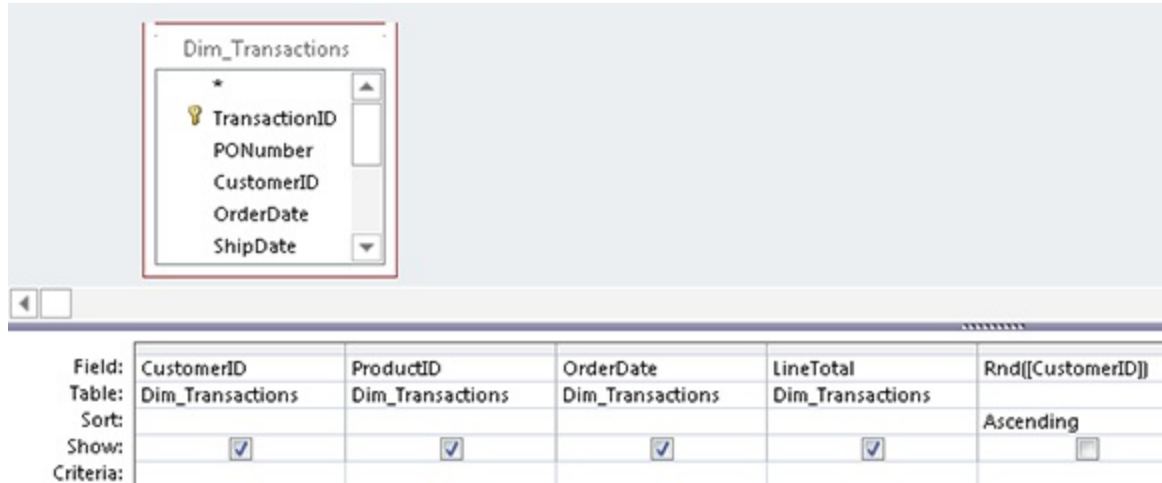 Dim_Transactions
*
TransactionID
PONumber
CustomerID
OrderDate
ShipDate
Field: CustomerID ProductID OrderDate LineTotal Rnd([CustomerID])
Table: Dim_Transactions Dim_Transactions Dim_Transactions Dim_Transactions
Sort: Ascending
Show:
Criteria: